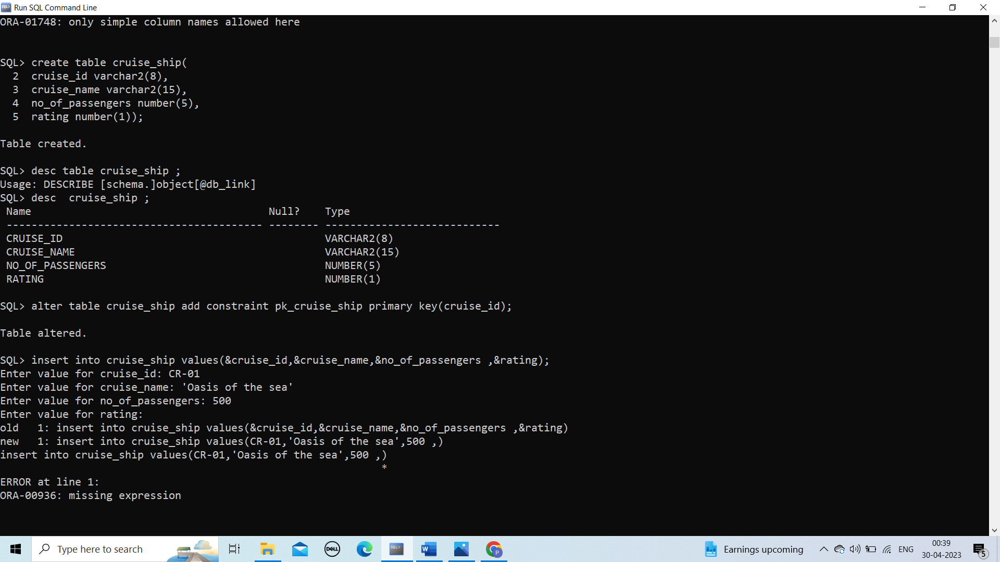 Run SQL Command Line
ORA-01748: only simple column names allowed here
SQL> create table cruise_ship(
  2  cruise_id varchar2(8),
  3  cruise_name varchar2(15),
  4  no_of_passengers number(5),
  5  rating number(1));
Table created.
SQL> desc table cruise_ship ;
Usage: DESCRIBE [schema.]object[@db_link]
SQL> desc  cruise_ship ;
 Name                                      Null?    Type
 ----------------------------------------- -------- ----------------------------
 CRUISE_ID                                          VARCHAR2(8)
 CRUISE_NAME                                        VARCHAR2(15)
 NO_OF_PASSENGERS                                   NUMBER(5)
 RATING                                             NUMBER(1)
SQL> alter table cruise_ship add constraint pk_cruise_ship primary key(cruise_id);
Table altered.
SQL> insert into cruise_ship values(&cruise_id,&cruise_name,&no_of_passengers ,&rating);
Enter value for cruise_id: CR-01
Enter value for cruise_name: 'Oasis of the sea'
Enter value for no_of_passengers: 500
Enter value for rating:
old   1: insert into cruise_ship values(&cruise_id,&cruise_name,&no_of_passengers ,&rating)
new   1: insert into cruise_ship values(CR-01,'Oasis of the sea',500 ,)
insert into cruise_ship values(CR-01,'Oasis of the sea',500 ,)
                                                             *
ERROR at line 1:
ORA-00936: missing expression
Type here to search
DELL
SQL>
W
P
Earnings upcoming
ENG
00:39
30-04-2023
5